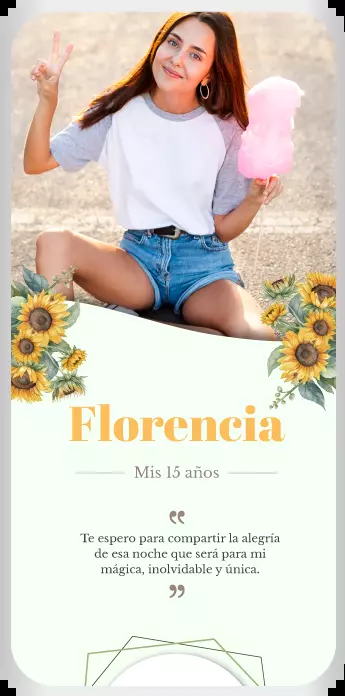 Florencia
Mis 15 años
“
Te espero para compartir la alegría
de esa noche que será para mi
mágica, inolvidable y única.
”